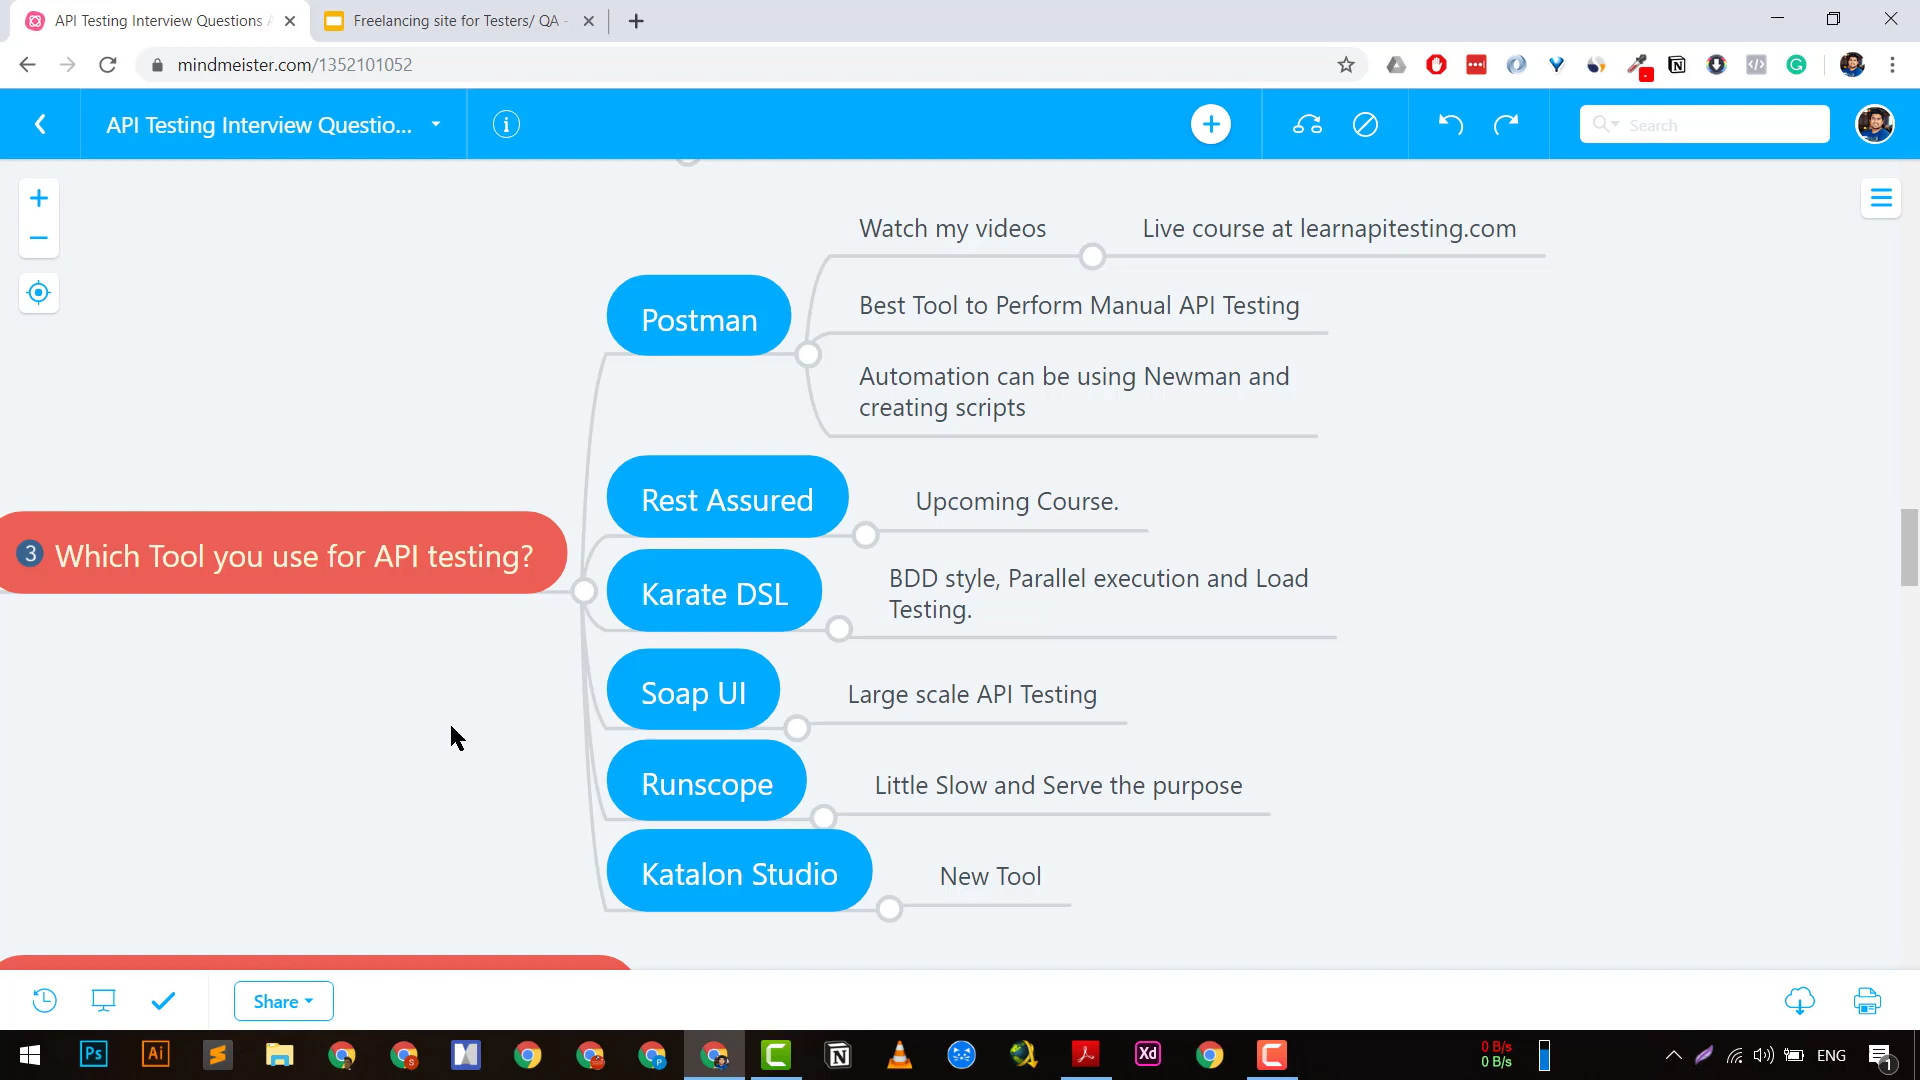 API Testing Interview Questions A
Freelancing site for Testers/ QA -
mindmeister.com/1352101052
API Testing Interview Questio...
Search
Watch my videos
Live course at learnapitesting.com
Postman
Best Tool to Perform Manual API Testing
Automation can be using Newman and
creating scripts
Rest Assured
Upcoming Course.
3 Which Tool you use for API testing?
Karate DSL
BDD style, Parallel execution and Load
Testing.
Soap UI
Large scale API Testing
Runscope
Little Slow and Serve the purpose
Katalon Studio
New Tool
Share
Ps
Ai
Xd
0 B/s
0 B/s
ENG
1